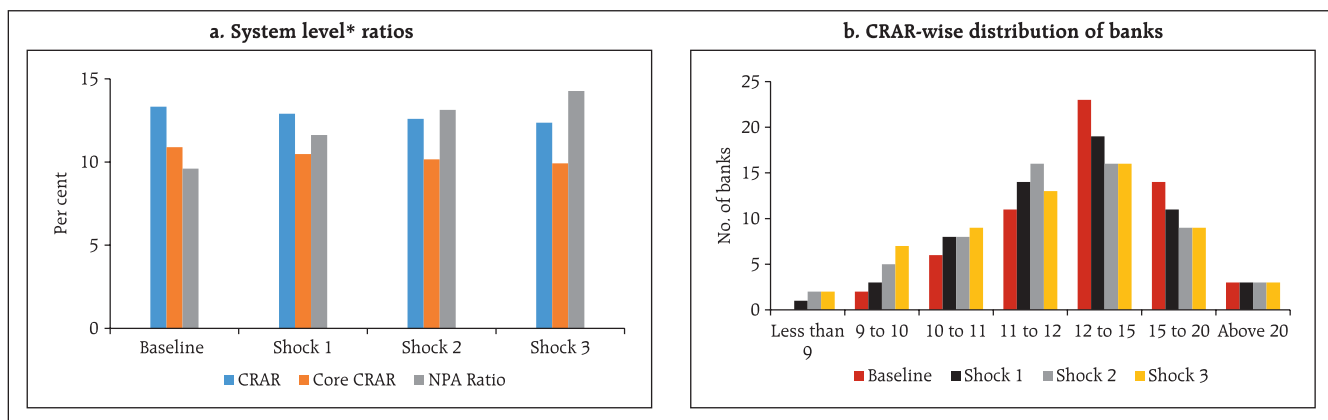 a. System level* ratios
15
10
5
0
Per cent
Baseline
Shock 1
Shock 2
Shock 3
CRAR
Core CRAR
NPA Ratio
b. CRAR-wise distribution of banks
25
20
15
10
5
0
No. of banks
Less than
9
9 to 10
10 to 11
11 to 12
12 to 15
15 to 20
Above 20
Baseline
Shock 1
Shock 2
Shock 3